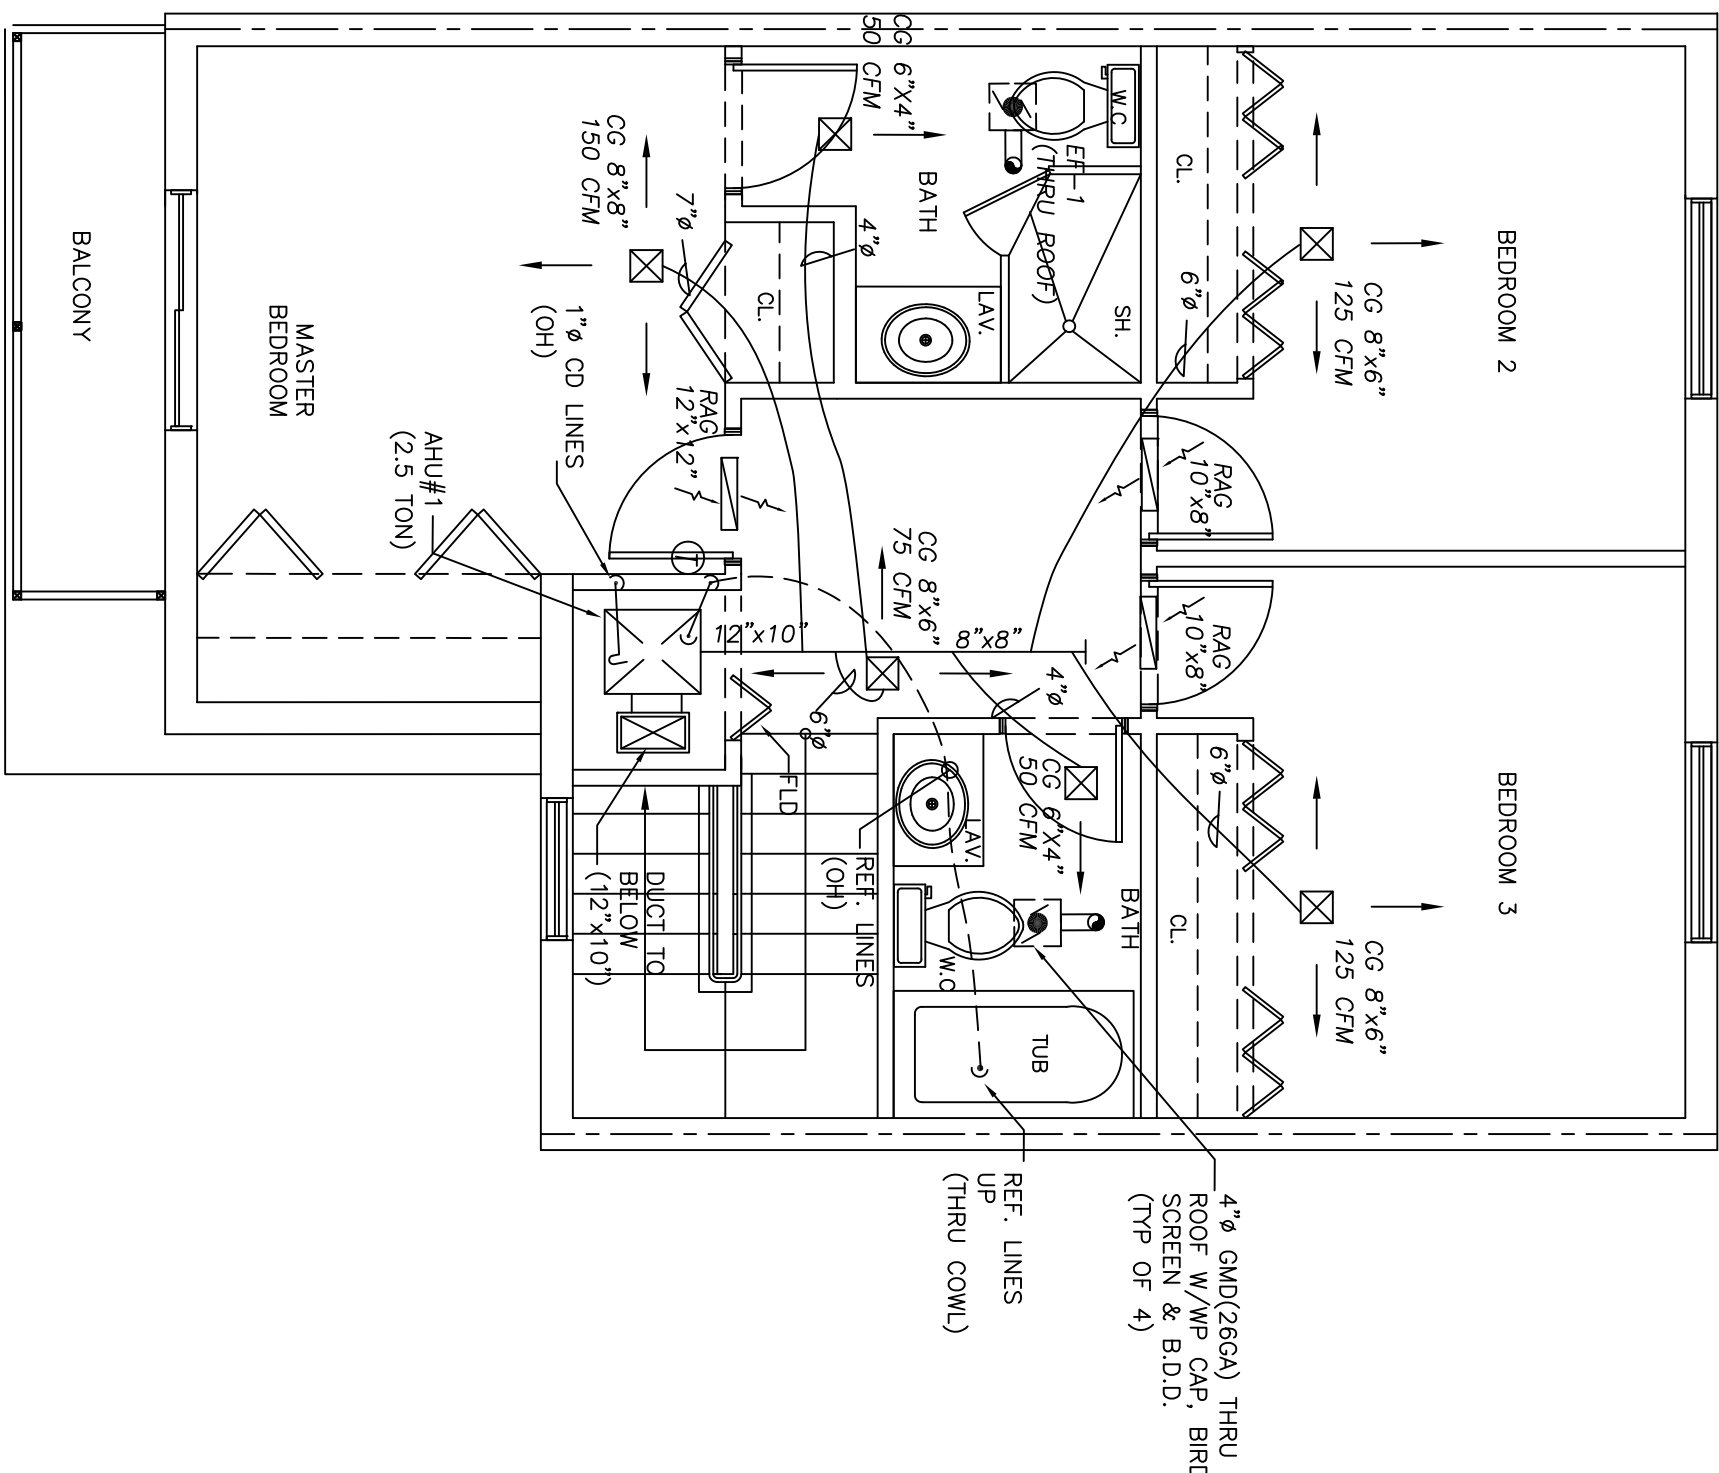 CG 6"X4"
50 CFM
W.C
EF-1
(THRU ROOF)
BATH
CL.
SH.
LAV.
BEDROOM 2
CG 8"x6"
125 CFM
6"ø
CG 8"x8"
150 CFM
7"ø
4"ø
CL.
BALCONY
MASTER
BEDROOM
1"ø CD LINES
(OH)
RAG
12"x12"
AHU#1
(2.5 TON)
T
RAG
10"x8"
RAG
10"x8"
CG 8"x6"
75 CFM
12"x10"
8"x8"
6"ø
4"ø
FLD
CG 6"X4"
50 CFM
LAV.
W.C
BATH
TUB
CL.
6"ø
BEDROOM 3
CG 8"x6"
125 CFM
REF. LINES
(OH)
DUCT TO
BELOW
(12"x10")
REF. LINES
UP
(THRU COWL)
4"ø GMD(26GA) THRU
ROOF W/WP CAP, BIRD
SCREEN & B.D.D.
(TYP OF 4)